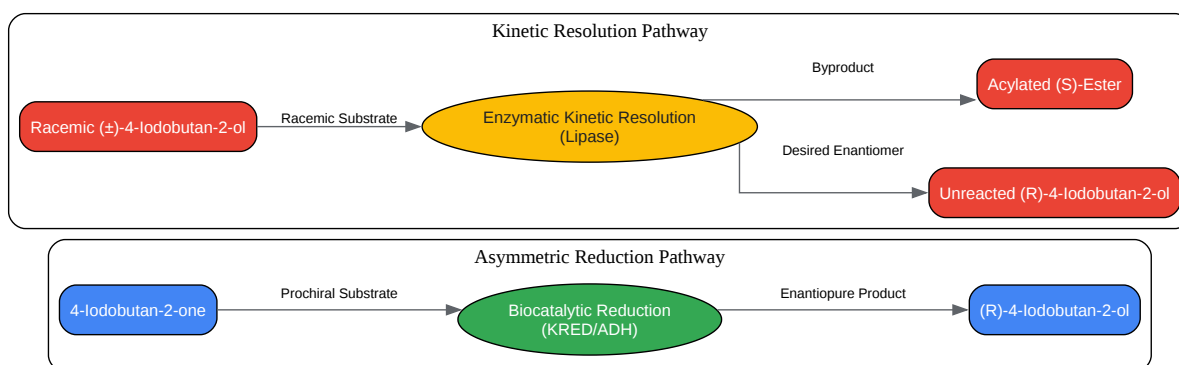 Kinetic Resolution Pathway
Byproduct
Acylated (S)-Ester
Racemic (±)-4-Iodobutan-2-ol
Racemic Substrate
Enzymatic Kinetic Resolution
(Lipase)
Desired Enantiomer
Unreacted (R)-4-Iodobutan-2-ol
Asymmetric Reduction Pathway
4-Iodobutan-2-one
Prochiral Substrate
Biocatalytic Reduction
(KRED/ADH)
Enantiopure Product
(R)-4-Iodobutan-2-ol